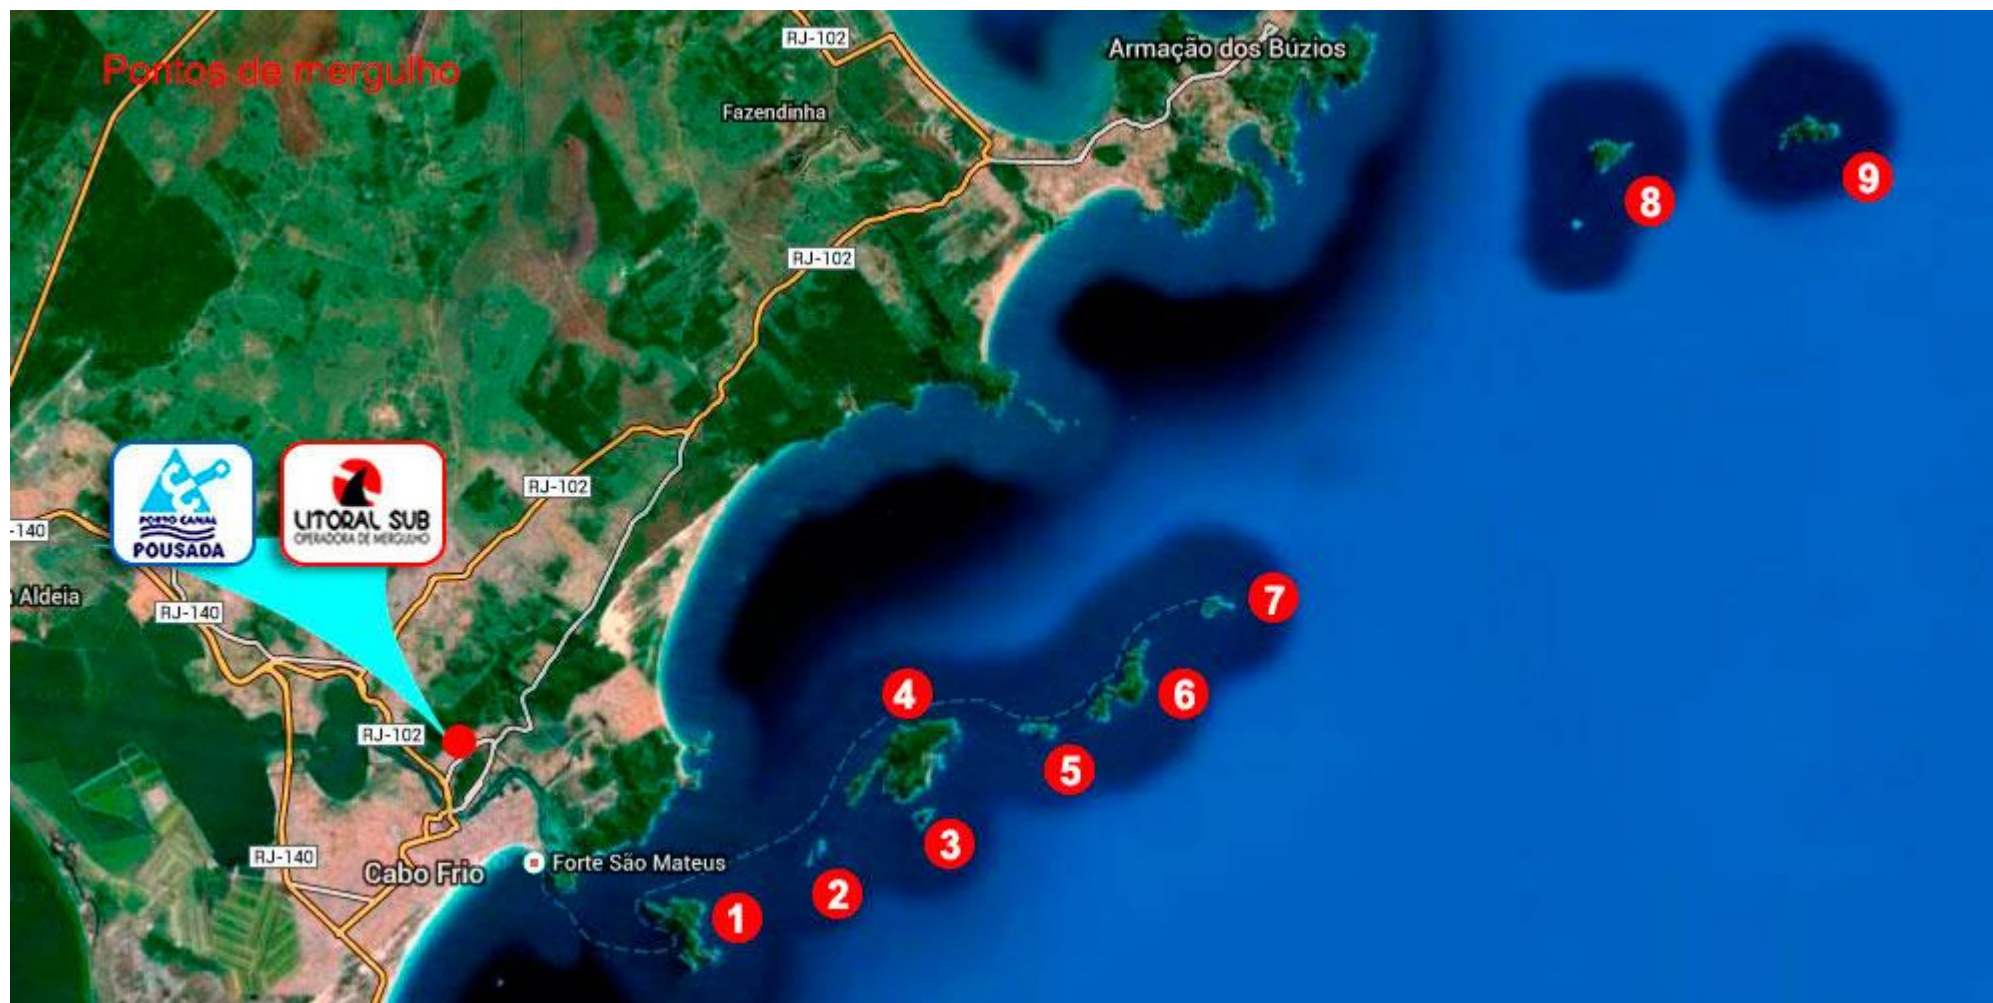 RJ-102
Armação dos Búzios
Pontos de mergulho
Fazendinha
8
9
RJ-102
RJ-102
-140
PORTO CANAL
POUSADA
LITORAL SUB
OPERADORA DE MERGULHO
Aldeia
RJ-140
7
4
6
RJ-102
5
3
RJ-140
Cabo Frio
Forte São Mateus
2
1